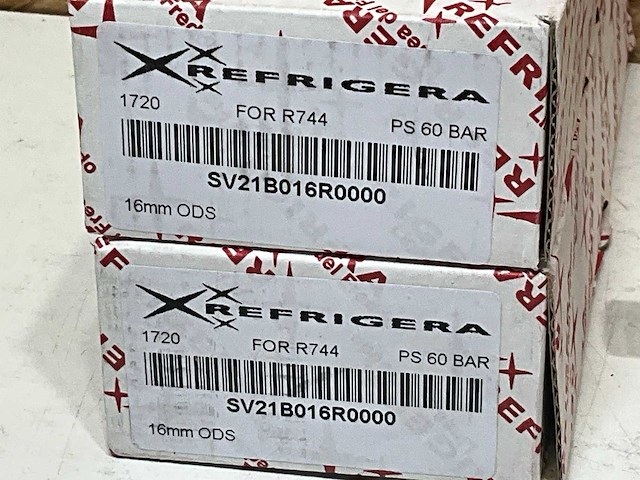 REFRIGERA
1720
FOR R744
PS 60 BAR
SV21B016R0000
16mm ODS
REFRIGERA
1720
FOR R744
PS 60 BAR
SV21B016R0000
16mm ODS